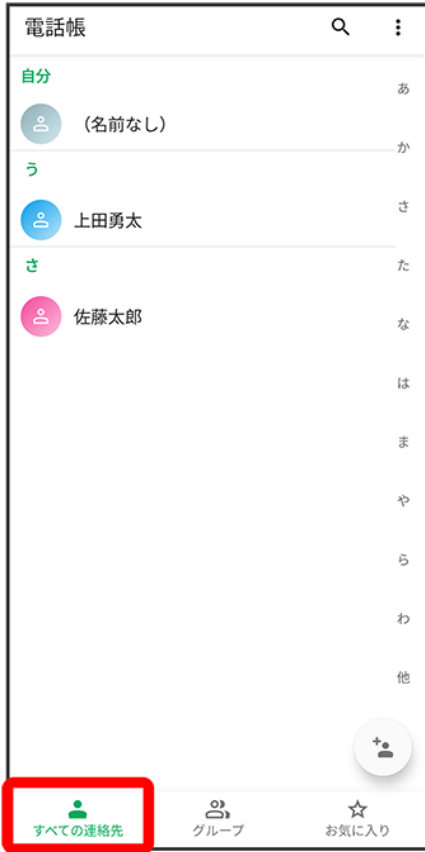 電話帳
自分
(名前なし)
う
上田勇太
さ
佐藤太郎
あ
か
さ
た
な
は
ま
や
ら
わ
他
すべての連絡先
グループ
お気に入り